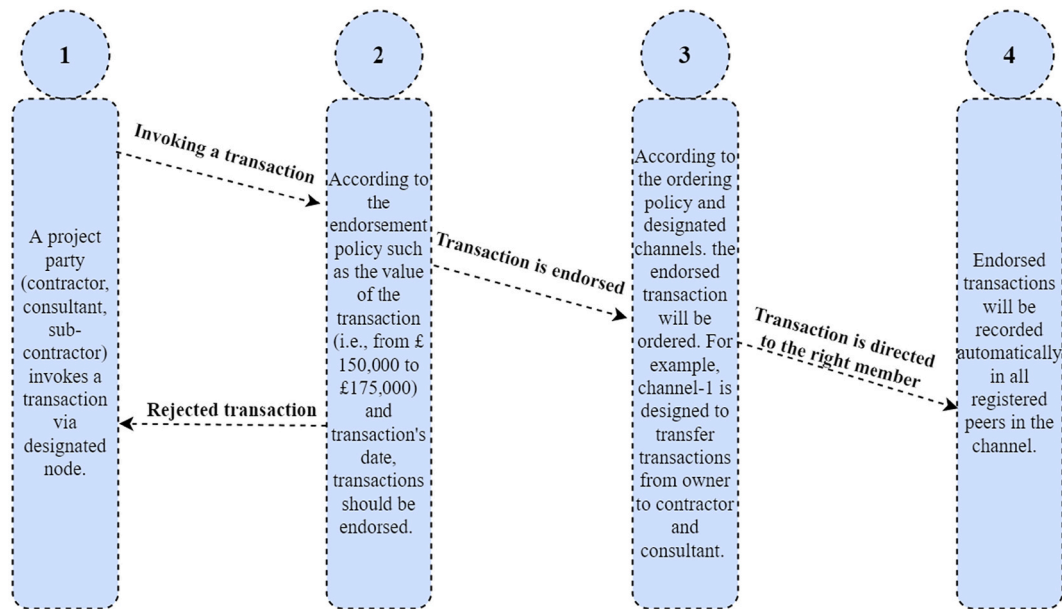 1
2
3
4
A project
party
(contractor,
consultant,
sub-
contractor)
invokes a
transaction
via
designated
node.
Invoking a transaction
Rejected transaction
According to
the
endorsement
policy such
as the value
of the
transaction
(i.e., from £
150,000 to
£175,000)
and
transaction's
date,
transactions
should be
endorsed.
Transaction is endorsed
According to
the ordering
policy and
designated
channels. the
endorsed
transaction
will be
ordered. For
example,
channel-1 is
designed to
transfer
transactions
from owner
to contractor
and
consultant.
Transaction is directed
to the right
member
Endorsed
transactions
will be
recorded
automatically
in all
registered
peers in the
channel.